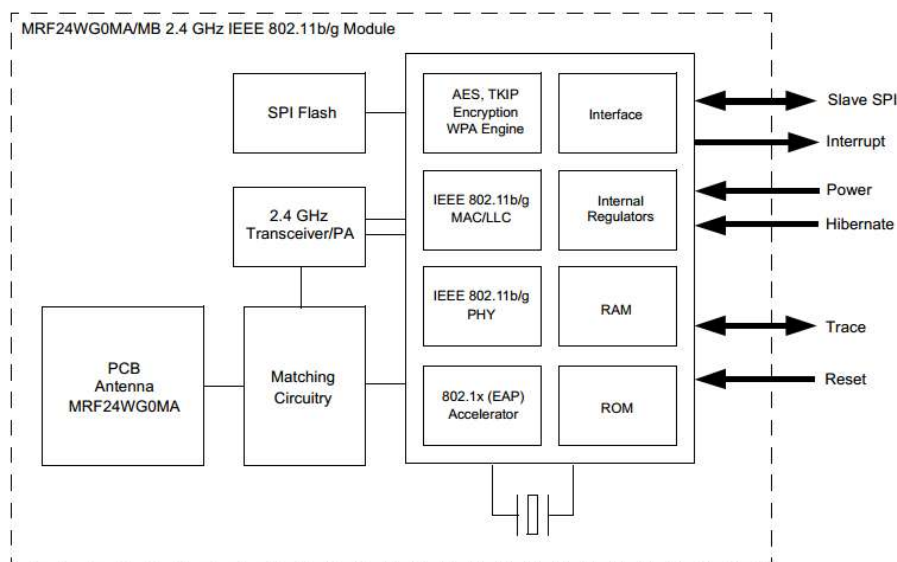 MRF24WG0MA/MB 2.4 GHz IEEE 802.11b/g Module
SPI Flash
AES, TKIP
Encryption
WPA Engine
Interface
Slave SPI
Interrupt
2.4 GHz
Transceiver/PA
IEEE 802.11b/g
MAC/LLC
Internal
Regulators
Power
Hibernate
IEEE 802.11b/g
PHY
RAM
Trace
PCB
Antenna
MRF24WG0MA
Matching
Circuitry
802.1x (EAP)
Accelerator
ROM
Reset